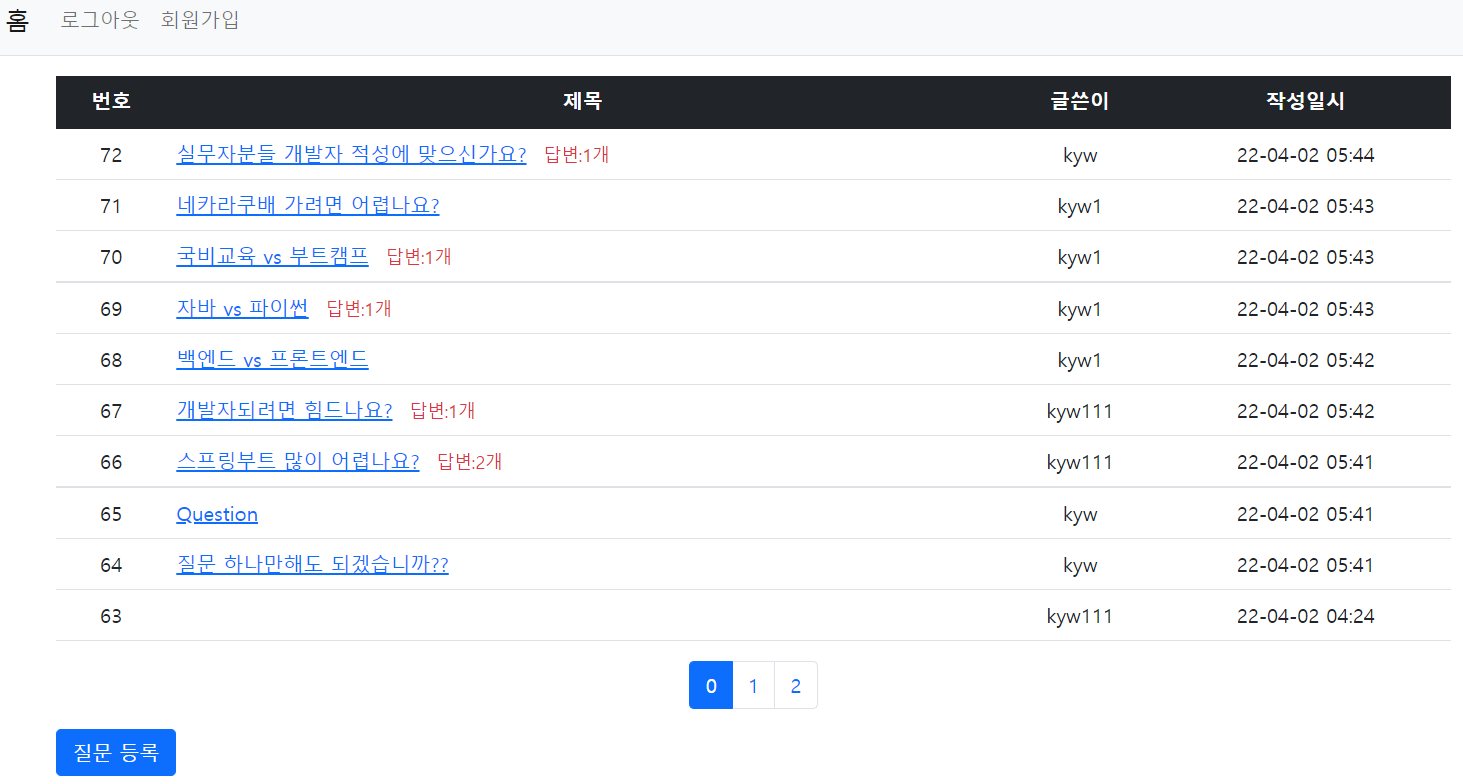 홈 로그아웃 회원가입
번호 제목 글쓴이 작성일시
72 실무자분들 개발자 적성에 맞으신가요? 답변:1개 kyw 22-04-02 05:44
71 네카라쿠배 가려면 어렵나요? kyw1 22-04-02 05:43
70 국비교육 vs 부트캠프 답변:1개 kyw1 22-04-02 05:43
69 자바 vs 파이썬 답변:1개 kyw1 22-04-02 05:43
68 백엔드 vs 프론트엔드 kyw1 22-04-02 05:42
67 개발자되려면 힘드나요? 답변:1개 kyw111 22-04-02 05:42
66 스프링부트 많이 어렵나요? 답변:2개 kyw111 22-04-02 05:41
65 Question kyw 22-04-02 05:41
64 질문 하나만해도 되겠습니까?? kyw 22-04-02 05:41
63 kyw111 22-04-02 04:24
0 1 2
질문 등록